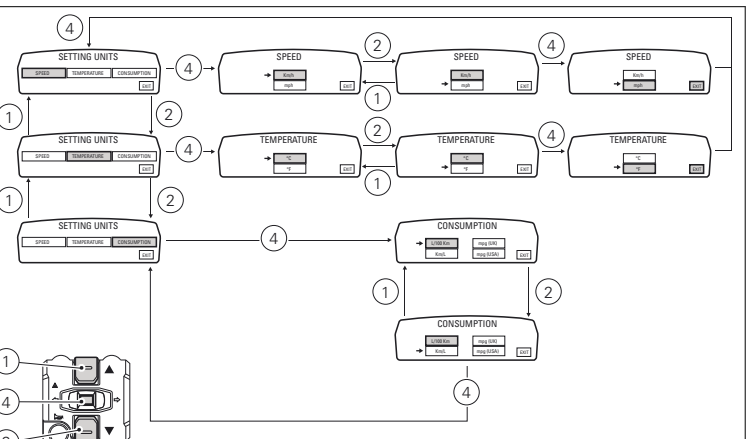 4
SETTING UNITS
SPEED TEMPERATURE CONSUMPTION
EXIT
4
SPEED
Km/h
mph
EXIT
2
1
SPEED
Km/h
mph
EXIT
4
SPEED
Km/h
mph
EXIT
1
2
SETTING UNITS
SPEED TEMPERATURE CONSUMPTION
EXIT
4
TEMPERATURE
°C
°F
EXIT
2
1
TEMPERATURE
°C
°F
EXIT
4
TEMPERATURE
°C
°F
EXIT
1
2
SETTING UNITS
SPEED TEMPERATURE CONSUMPTION
EXIT
4
CONSUMPTION
L/100 Km mpg (UK)
Km/L mpg (USA)
EXIT
1
2
CONSUMPTION
L/100 Km mpg (UK)
Km/L mpg (USA)
EXIT
4
1
4
2